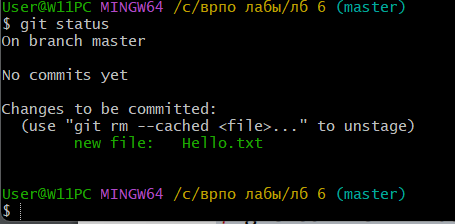 User@W11PC MINGW64 /c/врпо лабы/лб 6 (master)
$ git status
On branch master
No commits yet
Changes to be committed:
(use "git rm --cached <file>..." to unstage)
new file: Hello.txt
User@W11PC MINGW64 /c/врпо лабы/лб 6 (master)
$